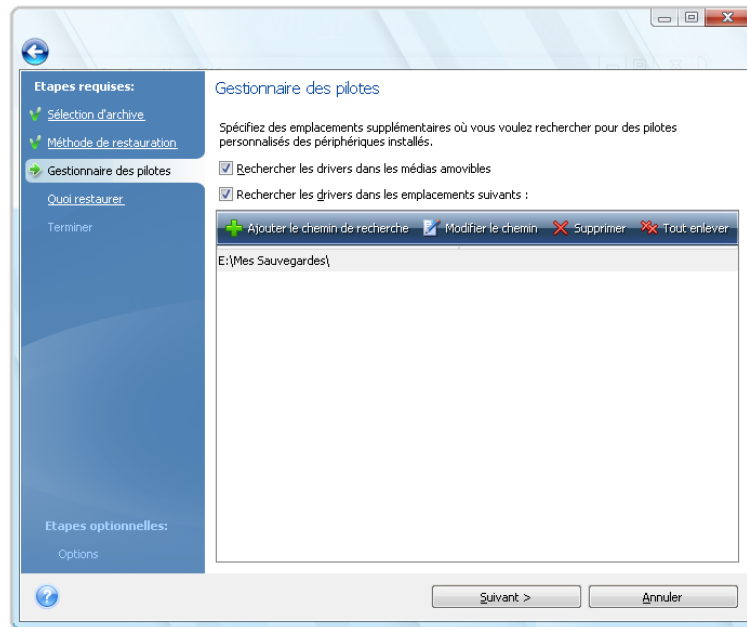 Etapes requises:
Sélection d'archive
Méthode de restauration
Gestionnaire des pilotes
Quoi restaurer
Terminer
Etapes optionnelles:
Options
Gestionnaire des pilotes
Spécifiez des emplacements supplémentaires où vous voulez rechercher pour des pilotes
personnalisés des périphériques installés.
Rechercher les drivers dans les médias amovibles
Rechercher les drivers dans les emplacements suivants :
Ajouter le chemin de recherche Modifier le chemin Supprimer Tout enlever
E:\Mes Sauvegardes\
Suivant > Annuler